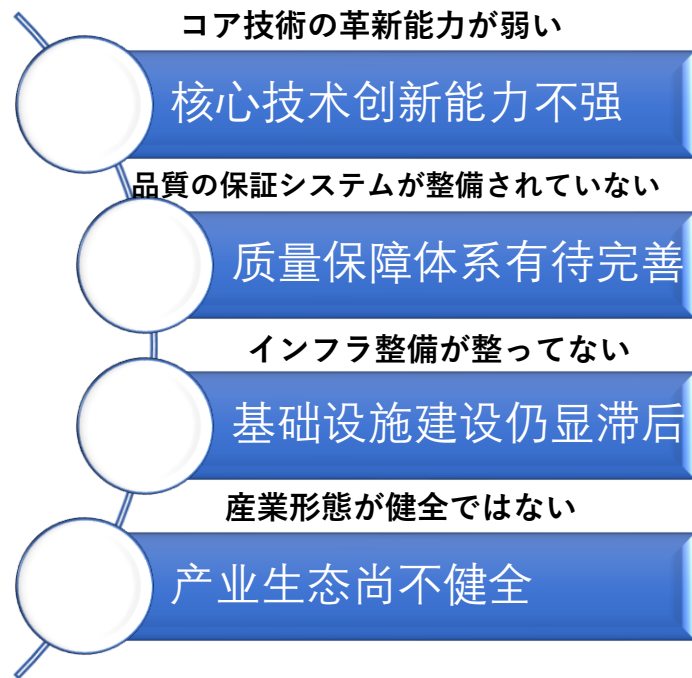 コア技術の革新能力が弱い
核心技术创新能力不强
品質の保証システムが整備されていない
质量保障体系有待完善
インフラ整備が整ってない
基础设施建设仍显滞后
産業形態が健全ではない
产业生态尚不健全